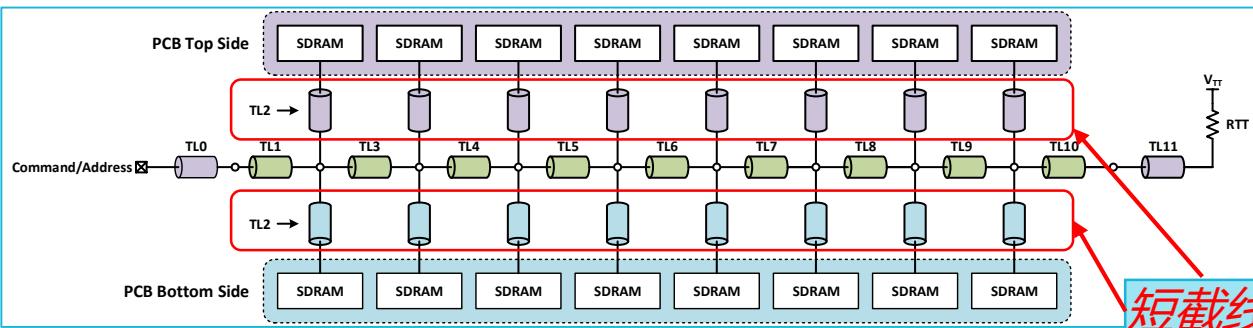 PCB Top Side
SDRAM SDRAM SDRAM SDRAM SDRAM SDRAM SDRAM SDRAM
TL2
V_TT
RTT
TL0 TL1 TL3 TL4 TL5 TL6 TL7 TL8 TL9 TL10 TL11
Command/Address
TL2
PCB Bottom Side
SDRAM SDRAM SDRAM SDRAM SDRAM SDRAM SDRAM SDRAM
短截线